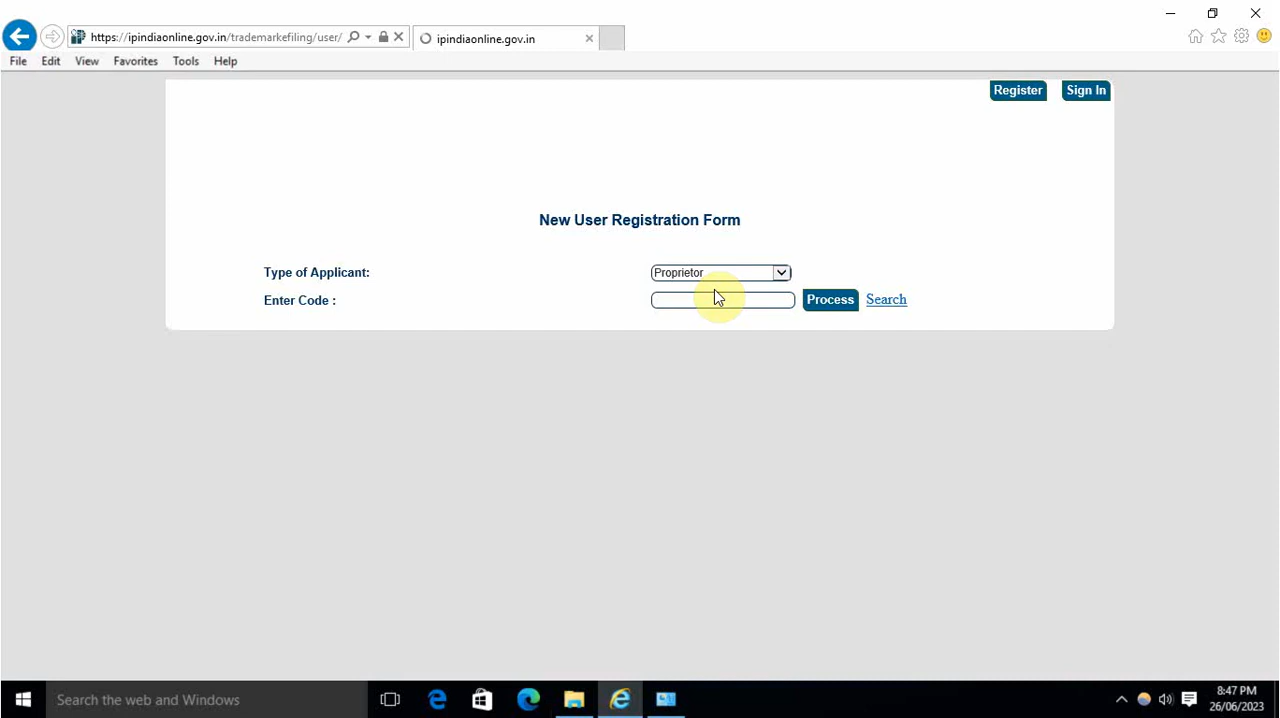 https://ipindiaonline.gov.in/trademarkefiling/user/
ipindiaonline.gov.in
File Edit View Favorites Tools Help
Register Sign In
New User Registration Form
Type of Applicant: Proprietor
Enter Code : Process Search
Search the web and Windows
8:47 PM
26/06/2023